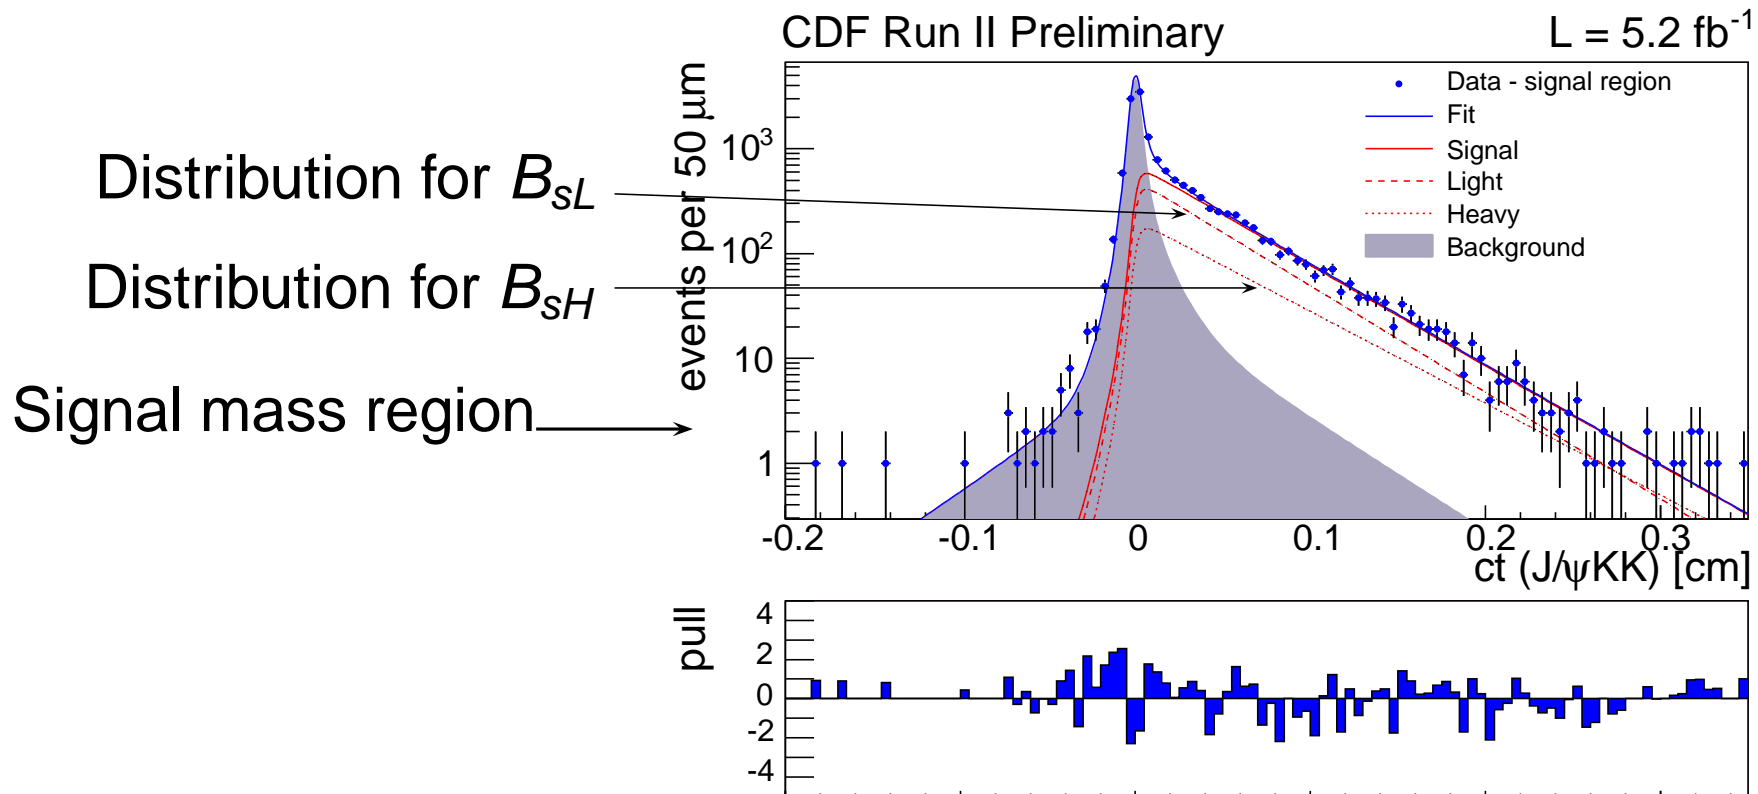 CDF Run II Preliminary L = 5.2 fb⁻¹
Distribution for B_sL
Distribution for B_sH
Signal mass region
events per 50 μm
10³
10²
10
1
Data - signal region
Fit
Signal
Light
Heavy
Background
-0.2 -0.1 0 0.1 0.2 0.3
ct (J/ψKK) [cm]
pull
4
2
0
-2
-4